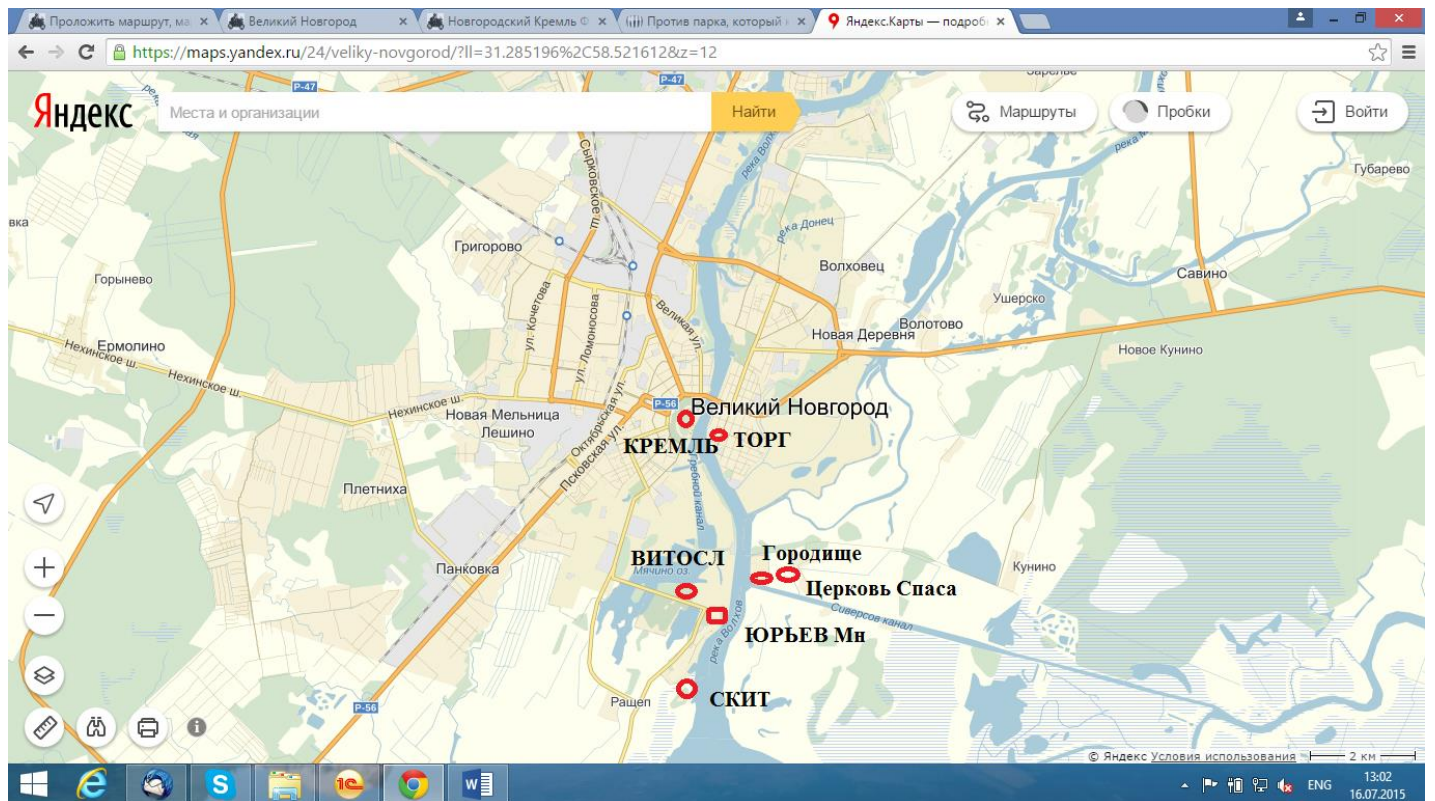 Проложить маршрут, ма
Великий Новгород
Новгородский Кремль Ф
Против парка, который
Яндекс.Карты — подроб
https://maps.yandex.ru/24/veliky-novgorod/?ll=31.285196%2C58.521612&z=12
Р-47
Р-47
Яндекс
Места и организации
Найти
Маршруты
Пробки
Войти
река Волхов
Сырковское ш.
Губарево
река Донец
вка
Григорово
Волховец
Савино
Горынево
Ушерско
ул. Кочетова
ул. Ломоносова
Великая ул.
Волотово
Новая Деревня
Ермолино
Нехинское ш.
Нехинское ш.
Новое Кунино
Нехинское ш.
Р-56
Великий Новгород
Новая Мельница
Лешино
Октябрьская ул.
Псковская ул.
КРЕМЛЬ
ТОРГ
Гребной канал
Плетниха
Панковка
ВИТОСЛ
Мячино оз.
Городище
Церковь Спаса
Кунино
Сиверсов канал
ЮРЬЕВ Мн
река Волхов
Ращеп
СКИТ
Р-56
© Яндекс Условия использования
2 км
ENG
13:02
16.07.2015